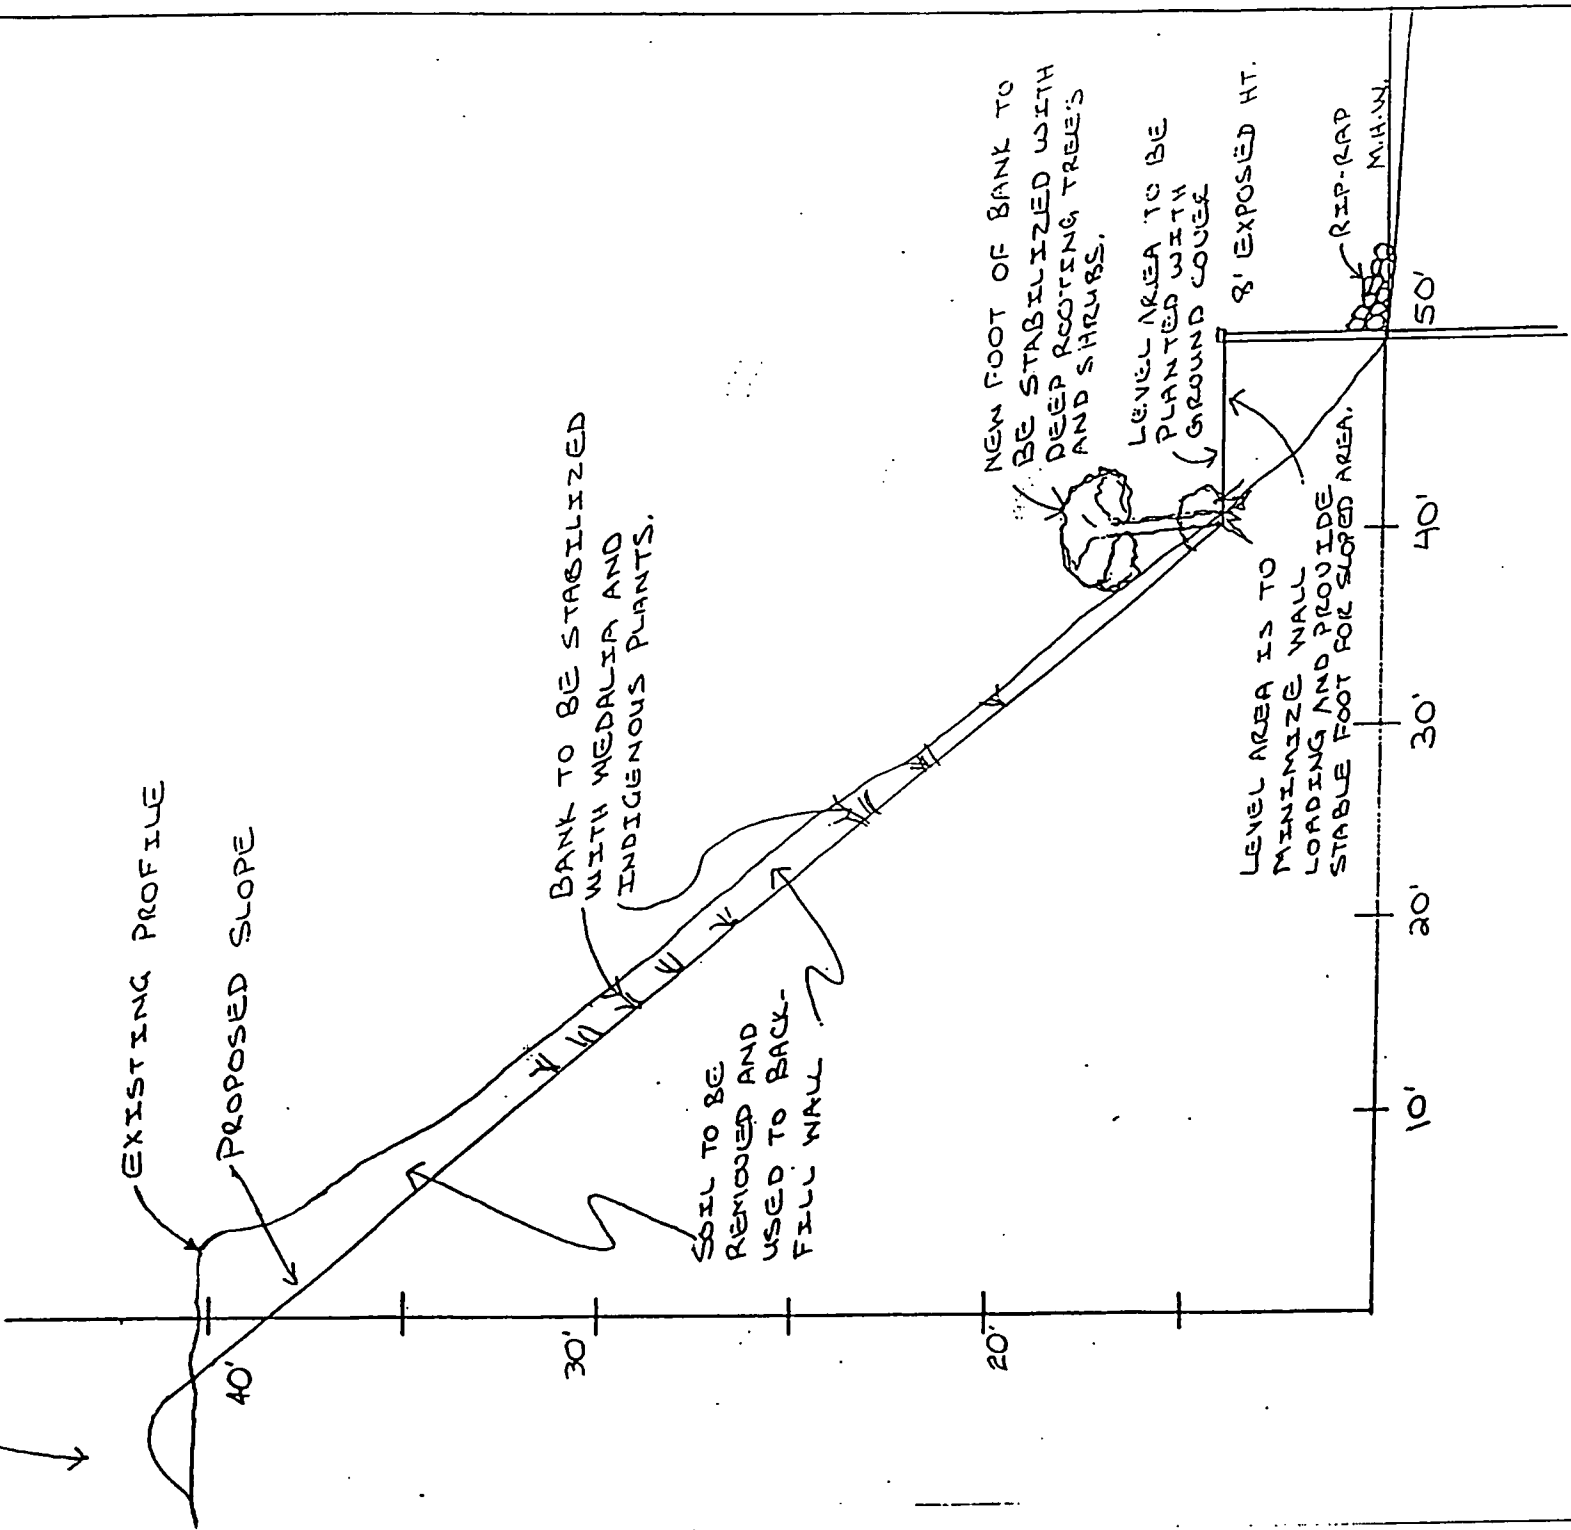 EXISTING PROFILE
PROPOSED SLOPE
BANK TO BE STABILIZED
WITH WEDALIA AND
INDIGENOUS PLANTS.
NEW FOOT OF BANK TO
BE STABILIZED WITH
DEEP ROOTING TREES
AND SHRUBS.
LEVEL AREA TO BE
PLANTED WITH
GROUND COVER
8' EXPOSED HT.
RIP-RAP
M.H.W.
SOIL TO BE
REMOVED AND
USED TO BACK-
FILL WALL
LEVEL AREA IS TO
MINIMIZE WALL
LOADING AND PROVIDE
STABLE FOOT FOR SLOPED AREA.
40'
30'
20'
10'
20'
30'
40'
50'